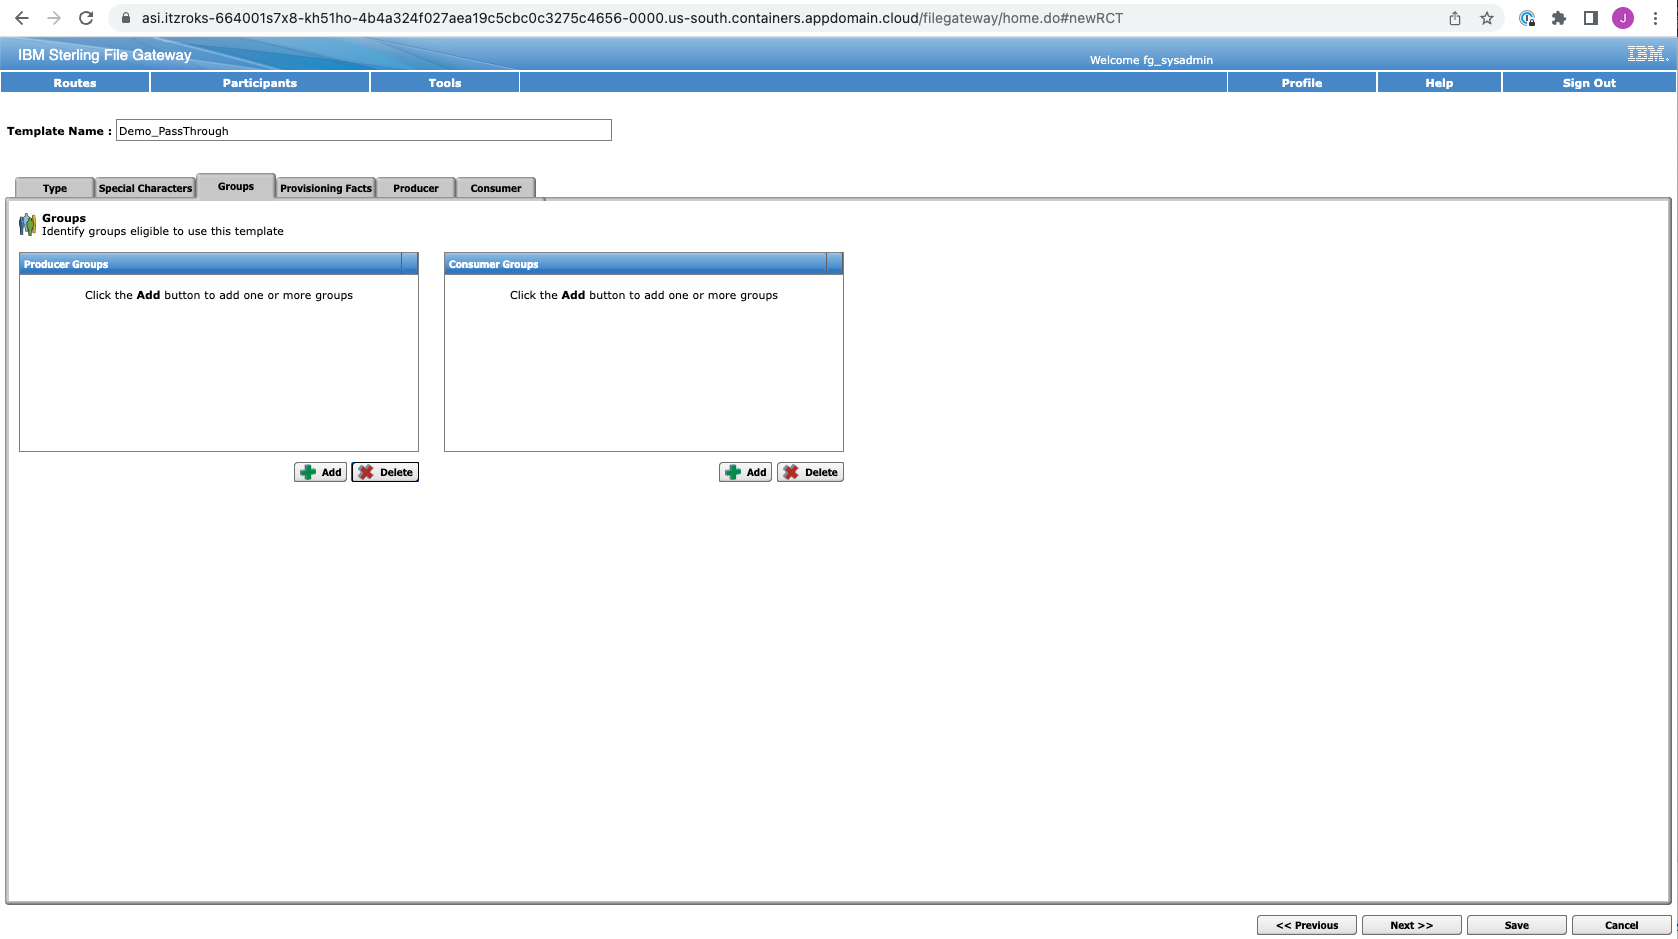 asi.itzroks-664001s7x8-kh51ho-4b4a324f027aea19c5cbc0c3275c4656-0000.us-south.containers.appdomain.cloud/filegateway/home.do#newRCT
J
IBM Sterling File Gateway
Welcome fg_sysadmin
IBM.
Routes Participants Tools Profile Help Sign Out
Template Name : Demo_PassThrough
Type Special Characters Groups Provisioning Facts Producer Consumer
Groups
Identify groups eligible to use this template
Producer Groups Consumer Groups
Click the Add button to add one or more groups Click the Add button to add one or more groups
Add Delete Add Delete
<< Previous Next >> Save Cancel